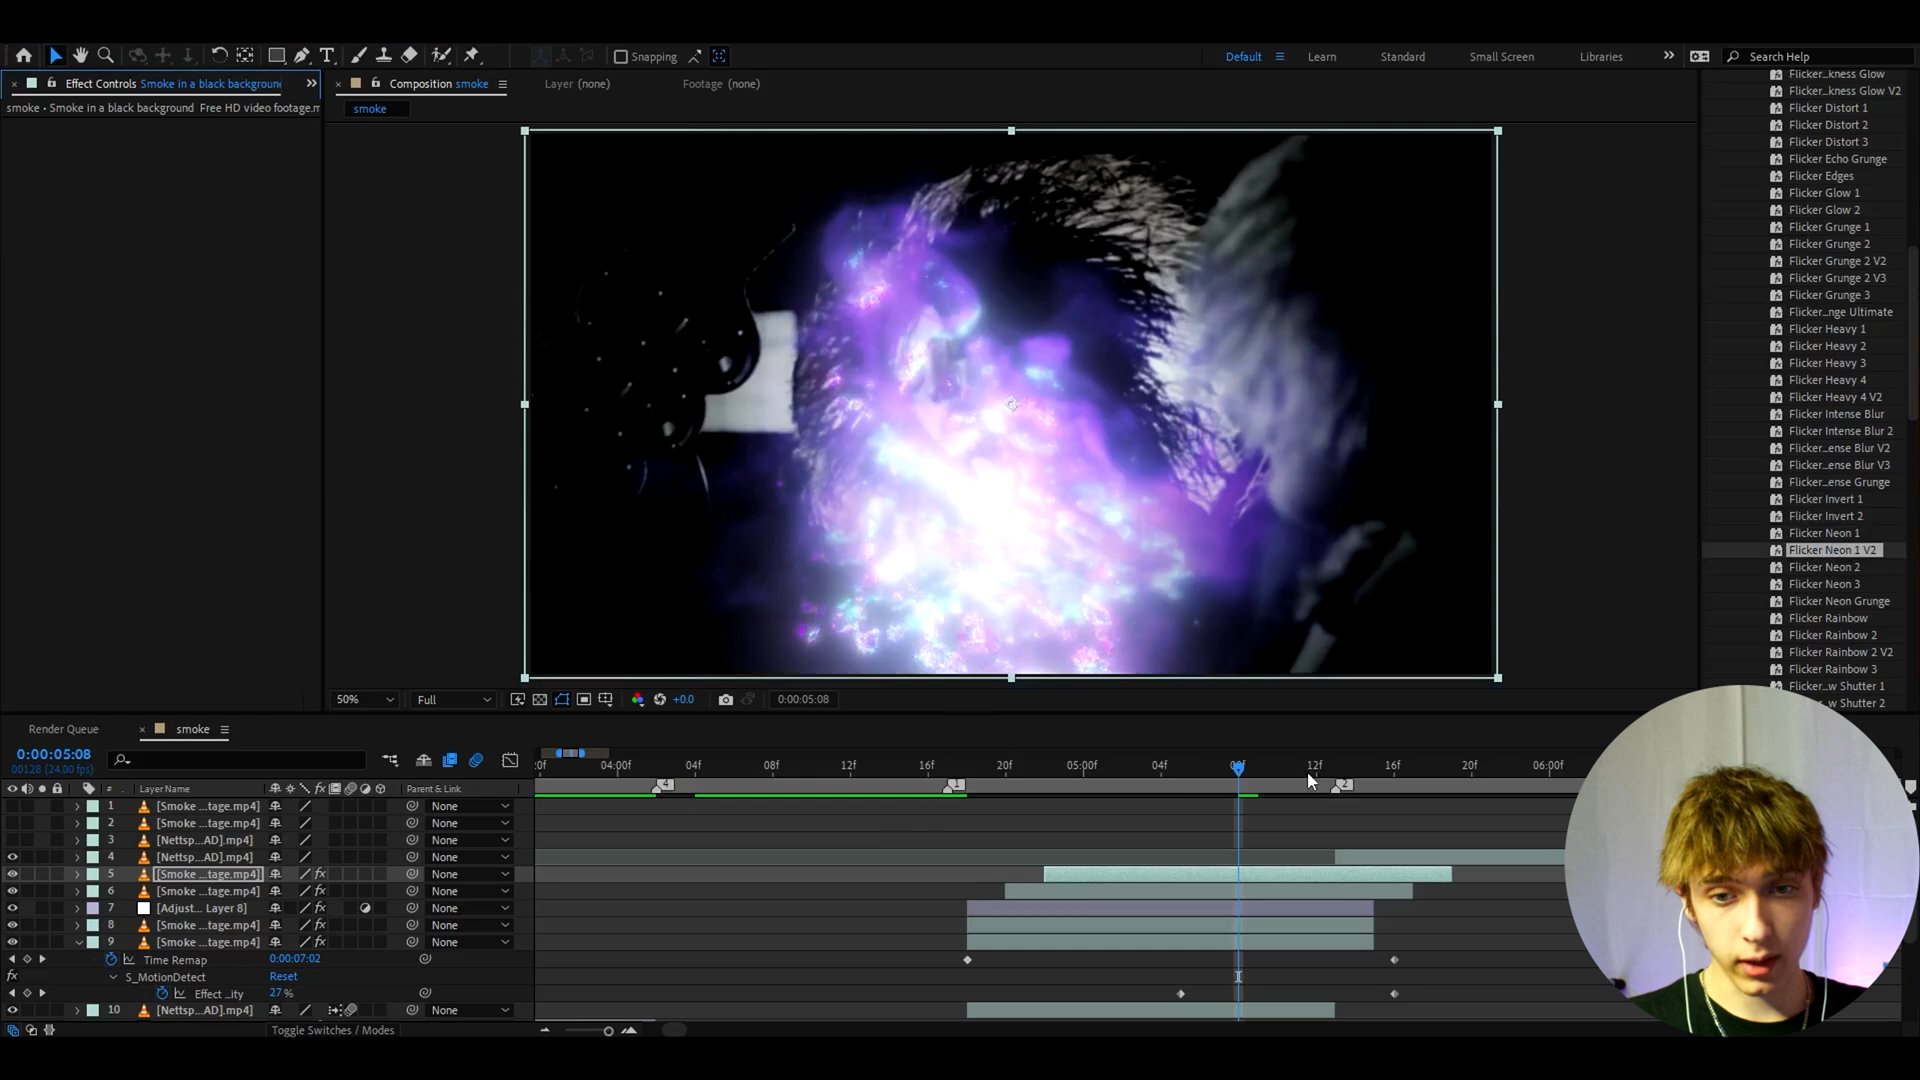 Snapping
Default
Learn
Standard
Small Screen
Libraries
Search Help
Effect Controls Smoke in a black background
Composition smoke
Layer (none)
Footage (none)
smoke • Smoke in a black background Free HD video footage.m
smoke
Flicker...kness Glow
Flicker...kness Glow V2
Flicker Distort 1
Flicker Distort 2
Flicker Distort 3
Flicker Echo Grunge
Flicker Edges
Flicker Glow 1
Flicker Glow 2
Flicker Grunge 1
Flicker Grunge 2
Flicker Grunge 2 V2
Flicker Grunge 2 V3
Flicker Grunge 3
Flicker...nge Ultimate
Flicker Heavy 1
Flicker Heavy 2
Flicker Heavy 3
Flicker Heavy 4
Flicker Heavy 4 V2
Flicker Intense Blur
Flicker Intense Blur 2
Flicker...ense Blur V2
Flicker...ense Blur V3
Flicker...ense Grunge
Flicker Invert 1
Flicker Invert 2
Flicker Neon 1
Flicker Neon 1 V2
Flicker Neon 2
Flicker Neon 3
Flicker Neon Grunge
Flicker Rainbow
Flicker Rainbow 2
Flicker Rainbow 2 V2
Flicker Rainbow 3
Flicker...w Shutter 1
w Shutter 2
50%
Full
+0.0
0:00:05:08
Render Queue
smoke
0:00:05:08
00128 (24.00 fps)
20f 04:00f 04f 08f 12f 16f 20f 05:00f 04f 12f 16f 20f 06:00f
4
1
2
# Layer Name Parent & Link
1 [Smoke ...tage.mp4] None
2 [Smoke ...tage.mp4] None
3 [Nettsp...AD].mp4] None
4 [Nettsp...AD].mp4] None
5 [Smoke ...tage.mp4] fx None
6 [Smoke ...tage.mp4] fx None
7 [Adjust... Layer 8] fx None
8 [Smoke ...tage.mp4] fx None
9 [Smoke ...tage.mp4] fx None
Time Remap 0:00:07:02
fx S_MotionDetect Reset
Effect ...ity 27 %
10 [Nettsp...AD].mp4] None
Toggle Switches / Modes